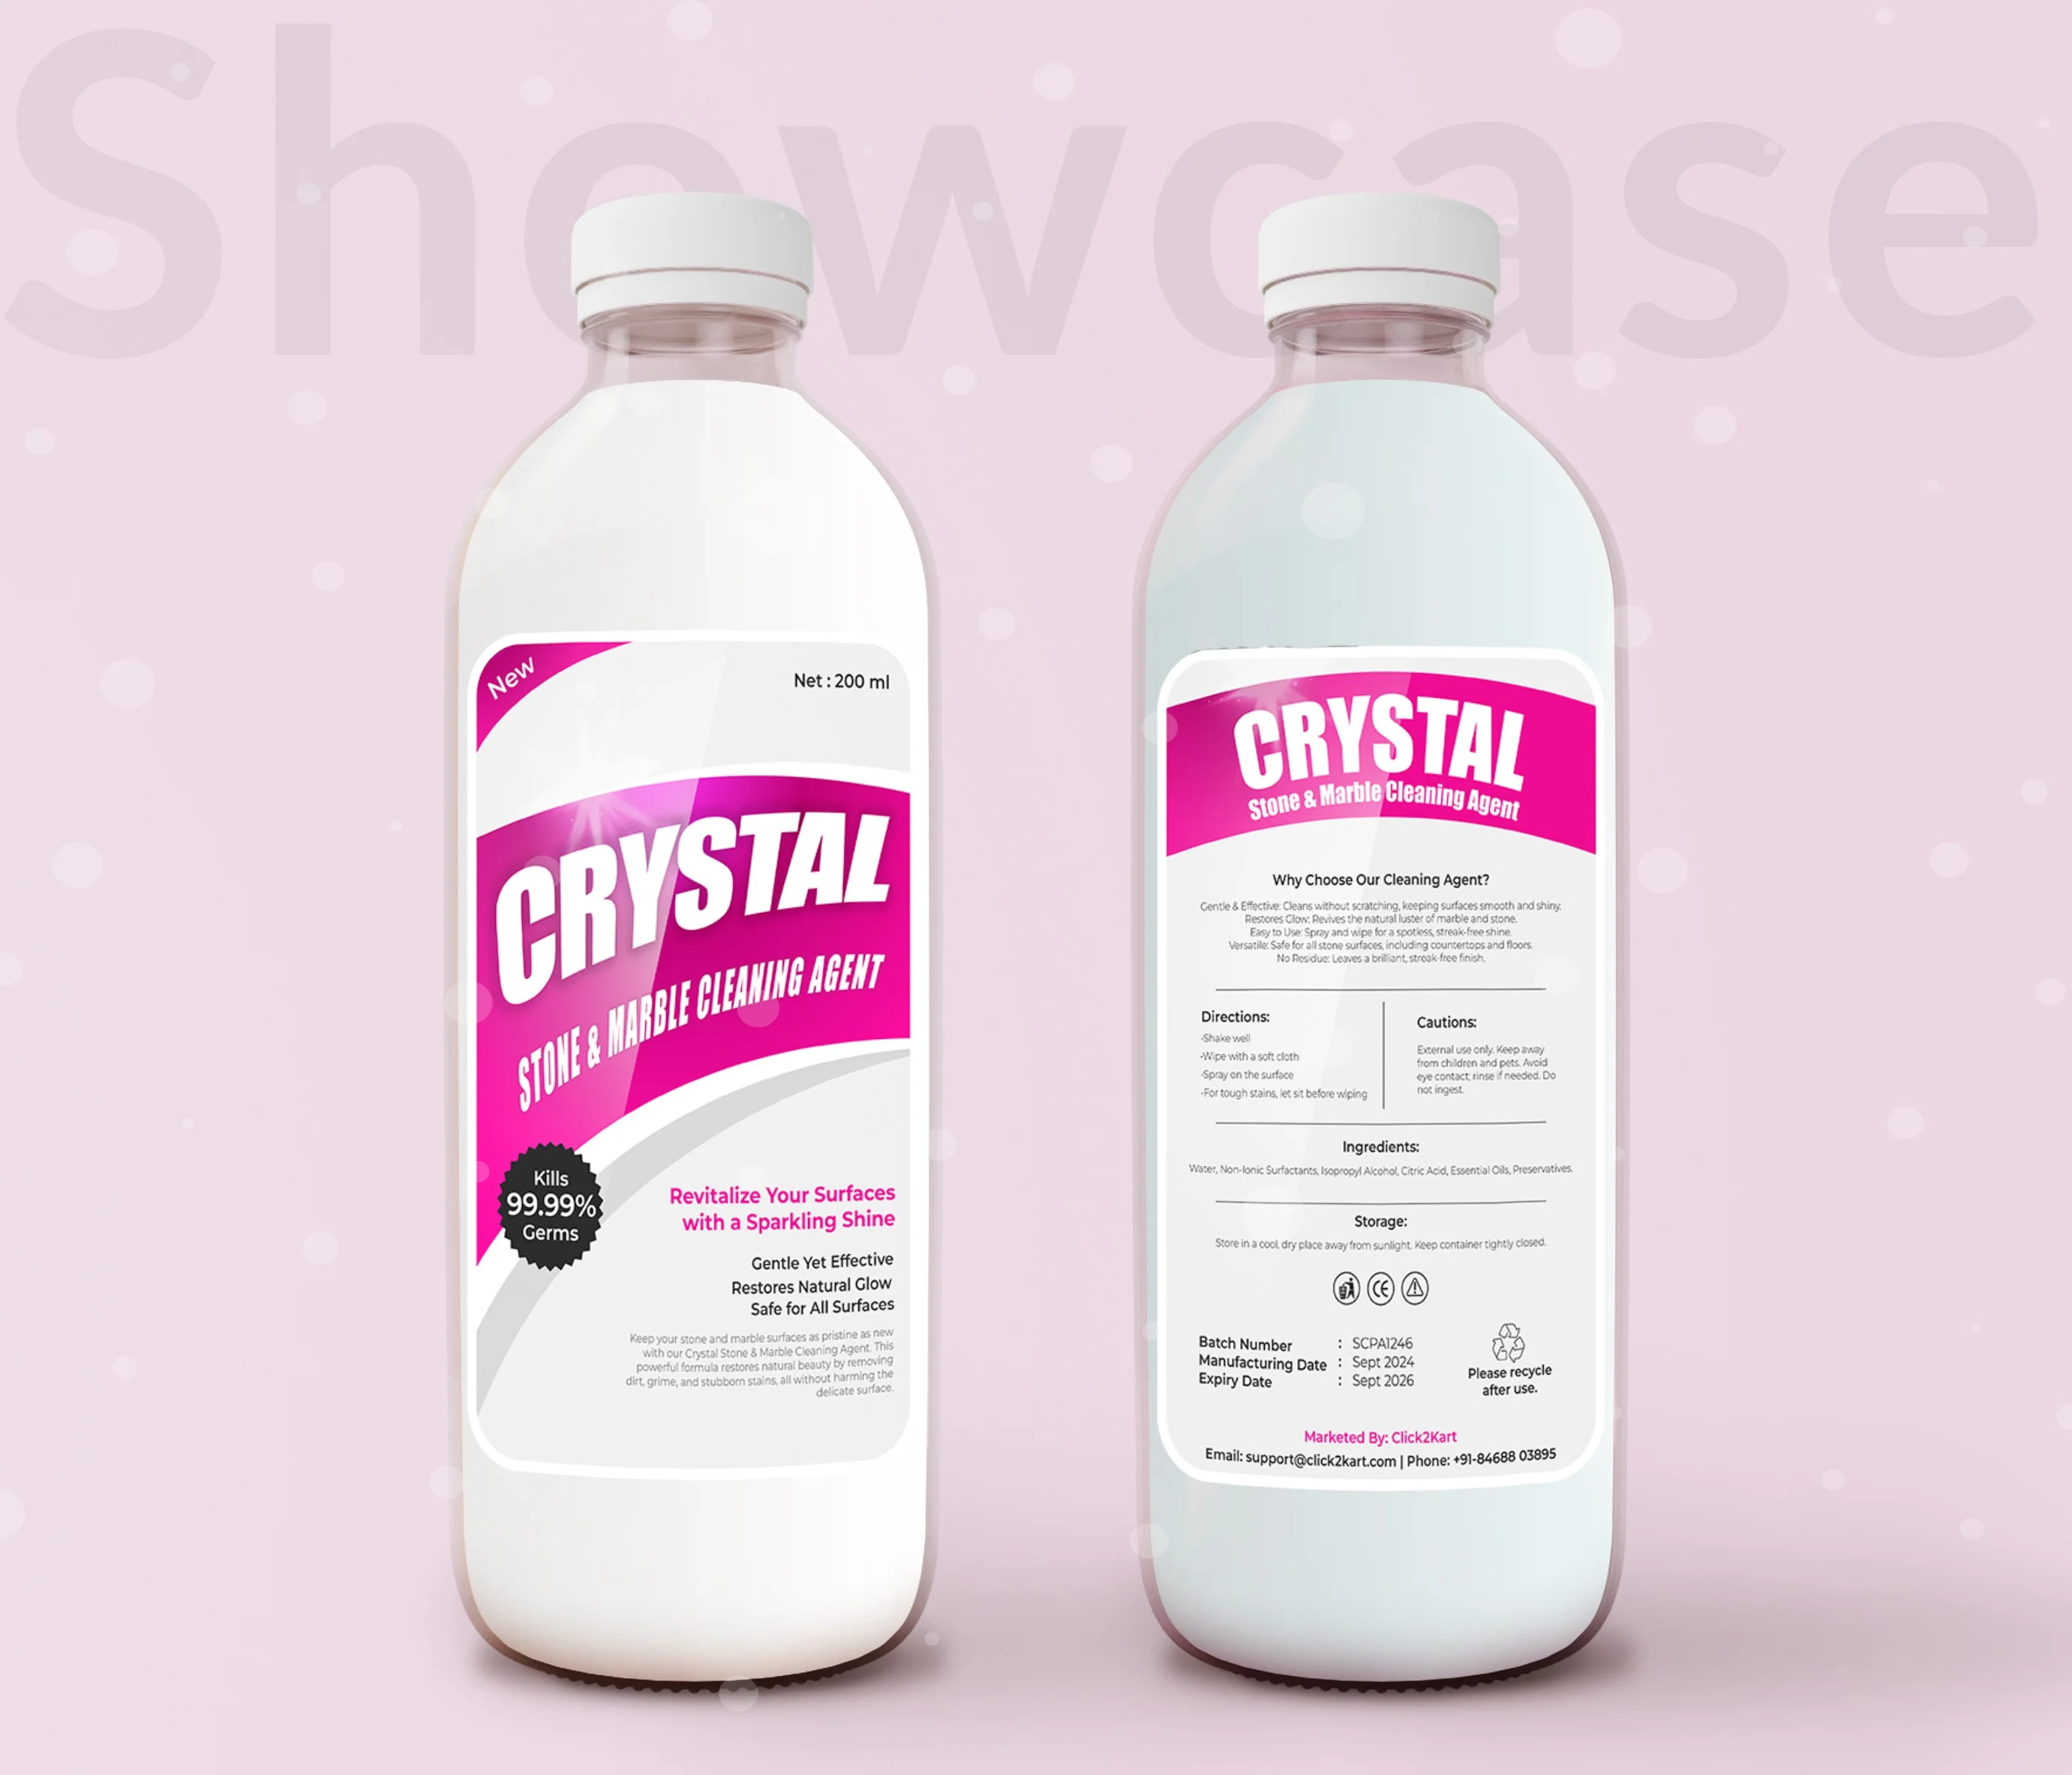 Showcase
New
Net : 200 ml
CRYSTAL
STONE & MARBLE CLEANING AGENT
Kills
99.99%
Germs
Revitalize Your Surfaces
with a Sparkling Shine
Gentle Yet Effective
Restores Natural Glow
Safe for All Surfaces
Keep your stone and marble surfaces as pristine as new
with our Crystal Stone & Marble Cleaning Agent. This
powerful formula restores natural beauty by removing
dirt, grime, and stubborn stains, all without harming the
delicate surface.
CRYSTAL
Stone & Marble Cleaning Agent
Why Choose Our Cleaning Agent?
Gentle & Effective: Cleans without scratching, keeping surfaces smooth and shiny.
Restores Glow: Revives the natural luster of marble and stone.
Easy to Use: Spray and wipe for a spotless, streak-free shine.
Versatile: Safe for all stone surfaces, including countertops and floors.
No Residue: Leaves a brilliant, streak-free finish.
Directions:
-Shake well
-Wipe with a soft cloth
-Spray on the surface
-For tough stains, let sit before wiping
Cautions:
External use only. Keep away
from children and pets. Avoid
eye contact; rinse if needed. Do
not ingest.
Ingredients:
Water, Non-Ionic Surfactants, Isopropyl Alcohol, Citric Acid, Essential Oils, Preservatives.
Storage:
Store in a cool, dry place away from sunlight. Keep container tightly closed.
CE
Batch Number : SCPA1246
Manufacturing Date : Sept 2024
Expiry Date : Sept 2026
Please recycle
after use.
Marketed By: Click2Kart
Email: support@click2kart.com | Phone: +91-84688 03895